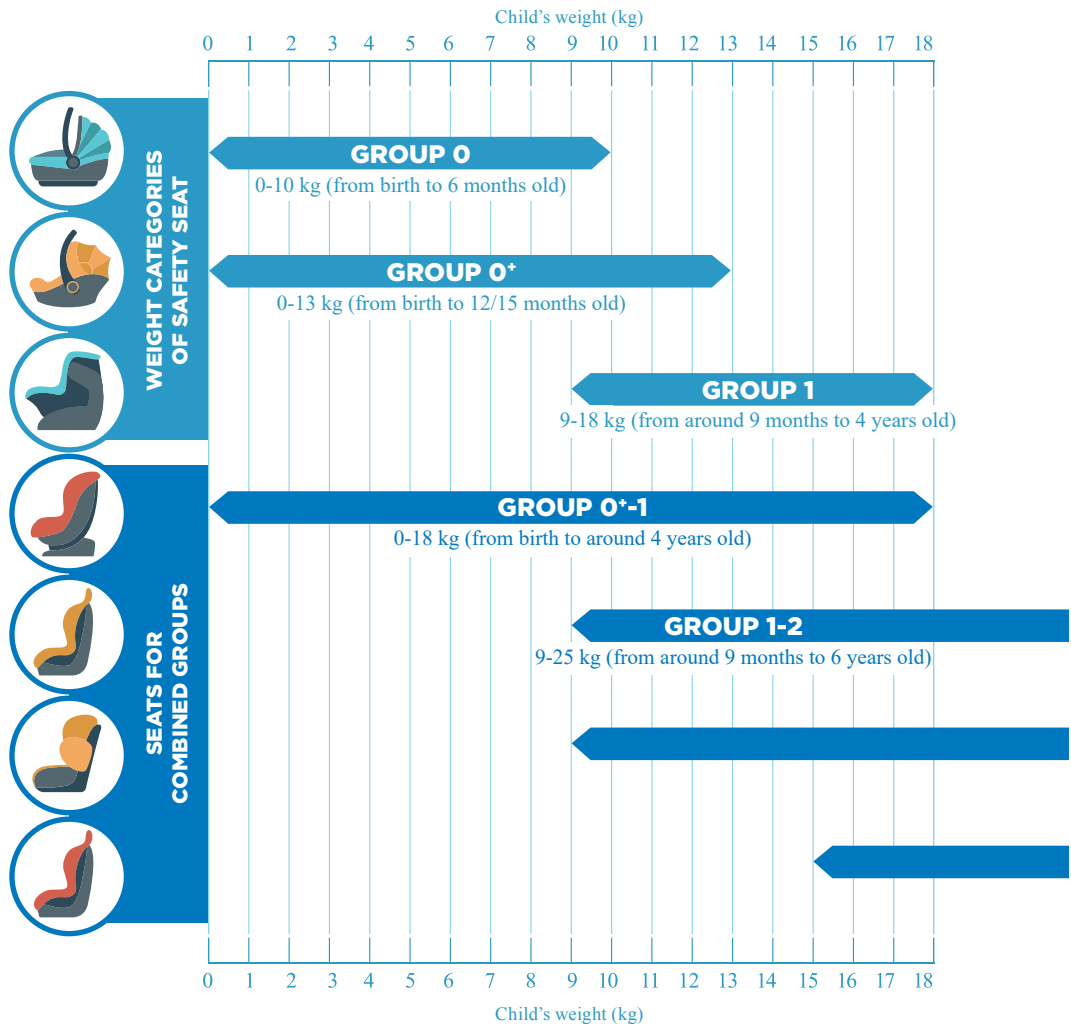 Child's weight (kg)
0 1 2 3 4 5 6 7 8 9 10 11 12 13 14 15 16 17 18
WEIGHT CATEGORIES
OF SAFETY SEAT
GROUP 0
0-10 kg (from birth to 6 months old)
GROUP 0⁺
0-13 kg (from birth to 12/15 months old)
GROUP 1
9-18 kg (from around 9 months to 4 years old)
SEATS FOR
COMBINED GROUPS
GROUP 0⁺-1
0-18 kg (from birth to around 4 years old)
GROUP 1-2
9-25 kg (from around 9 months to 6 years old)
0 1 2 3 4 5 6 7 8 9 10 11 12 13 14 15 16 17 18
Child's weight (kg)